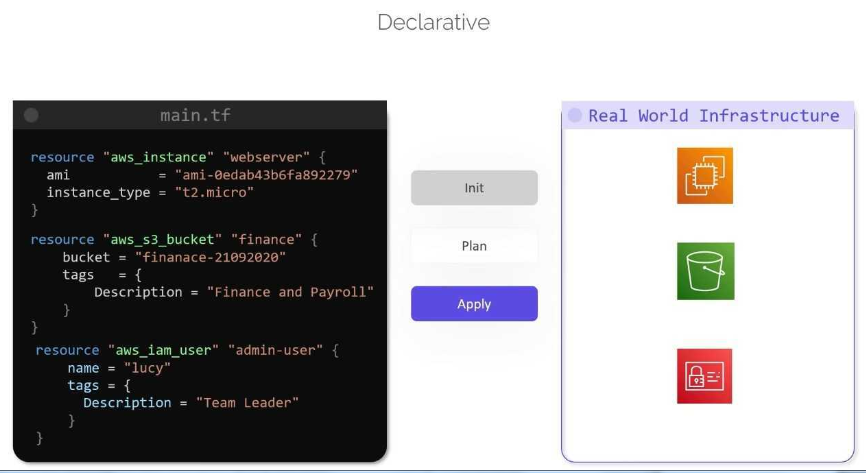 Declarative
main.tf
resource "aws_instance" "webserver" {
ami = "ami-0edab43b6fa892279"
instance_type = "t2.micro"
}
resource "aws_s3_bucket" "finance" {
bucket = "finanace-21092020"
tags = {
Description = "Finance and Payroll"
}
}
resource "aws_iam_user" "admin-user" {
name = "lucy"
tags = {
Description = "Team Leader"
}
}
Init
Plan
Apply
Real World Infrastructure